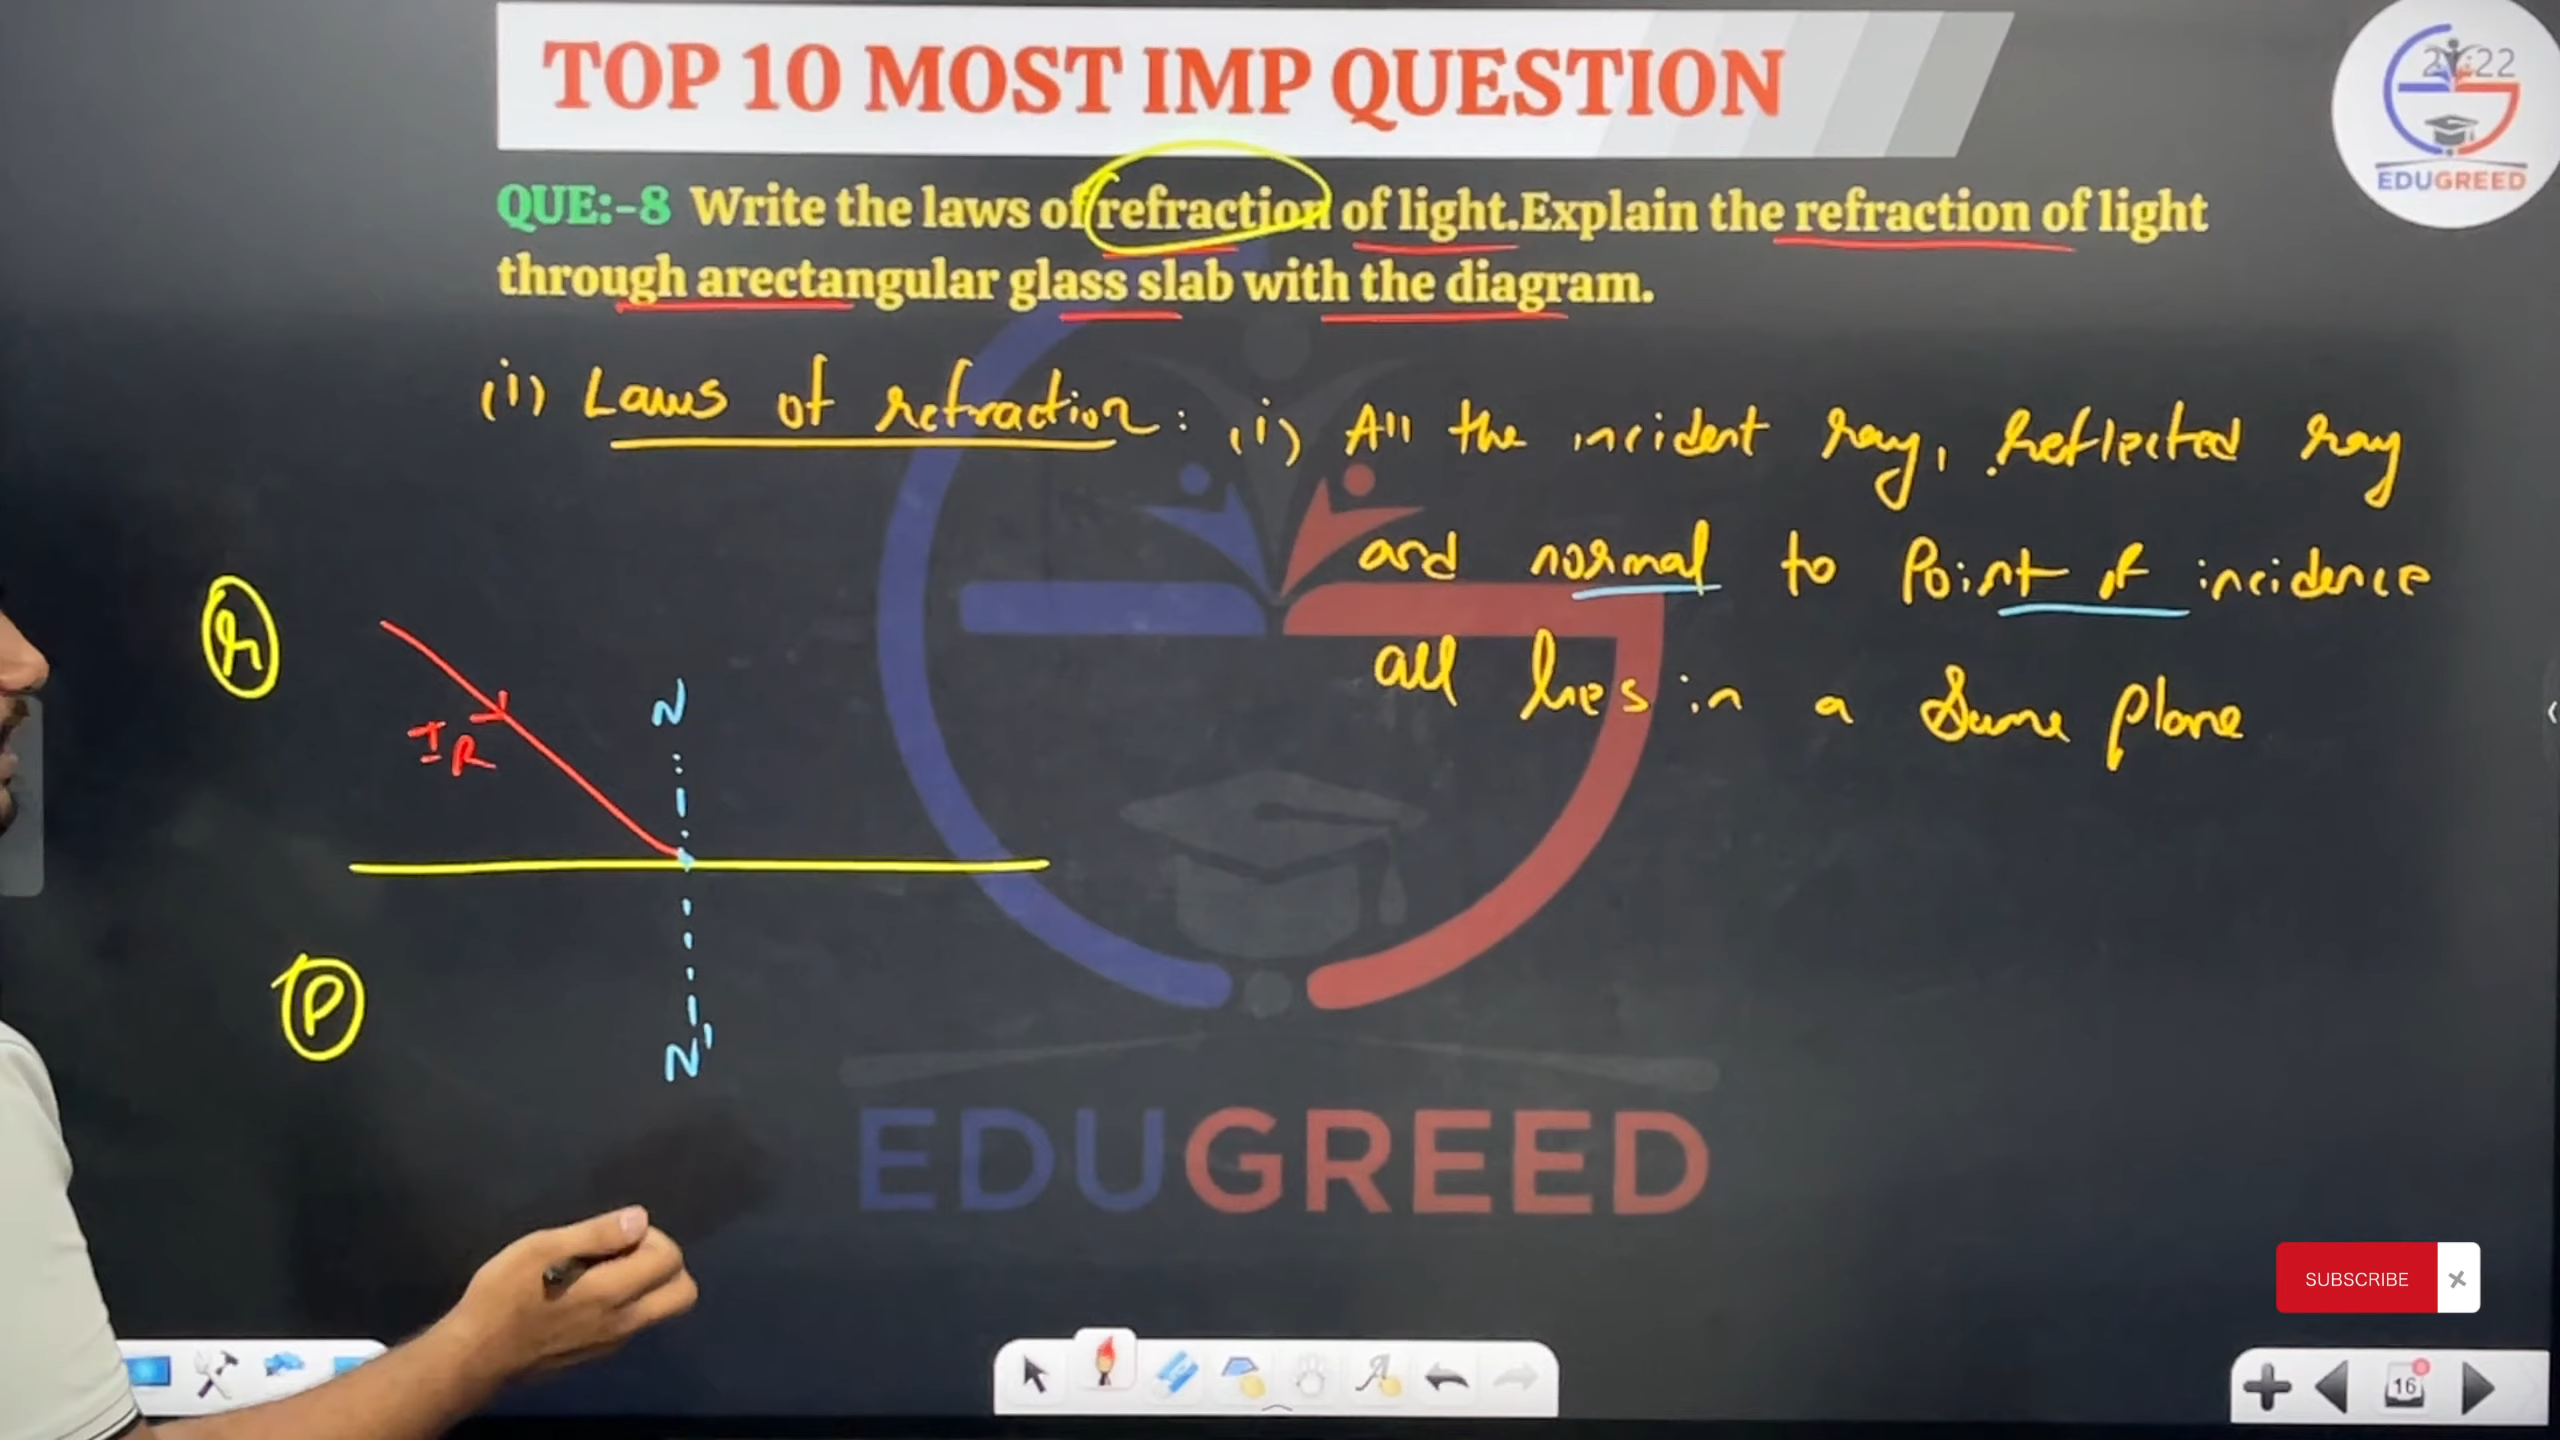 TOP 10 MOST IMP QUESTION
2022
EDUGREED
QUE:-8 Write the laws of refraction of light.Explain the refraction of light
through arectangular glass slab with the diagram.
(i) Laws of refraction: (i) All the incident ray, Reflected ray
and normal to Point of incidence
all lies in a Same plane
r
N
IR
P
N'
EDUGREED
SUBSCRIBE
16